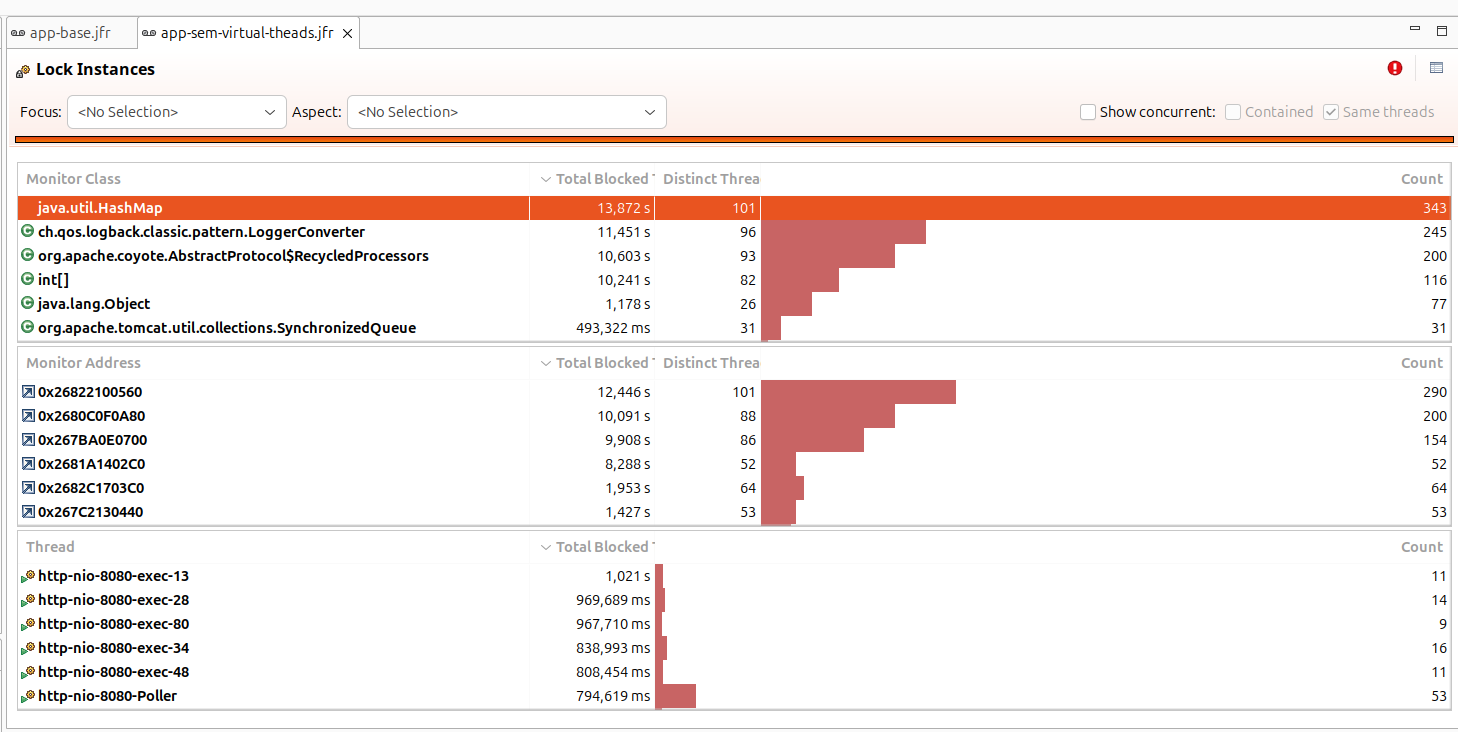 app-base.jfr app-sem-virtual-theads.jfr
Lock Instances
Focus: <No Selection> Aspect: <No Selection> Show concurrent: Contained Same threads
Monitor Class Total Blocked Distinct Threa Count
java.util.HashMap 13,872 s 101 343
ch.qos.logback.classic.pattern.LoggerConverter 11,451 s 96 245
org.apache.coyote.AbstractProtocol$RecycledProcessors 10,603 s 93 200
int[] 10,241 s 82 116
java.lang.Object 1,178 s 26 77
org.apache.tomcat.util.collections.SynchronizedQueue 493,322 ms 31 31
Monitor Address Total Blocked Distinct Threa Count
0x26822100560 12,446 s 101 290
0x2680C0F0A80 10,091 s 88 200
0x267BA0E0700 9,908 s 86 154
0x2681A1402C0 8,288 s 52 52
0x2682C1703C0 1,953 s 64 64
0x267C2130440 1,427 s 53 53
Thread Total Blocked Count
http-nio-8080-exec-13 1,021 s 11
http-nio-8080-exec-28 969,689 ms 14
http-nio-8080-exec-80 967,710 ms 9
http-nio-8080-exec-34 838,993 ms 16
http-nio-8080-exec-48 808,454 ms 11
http-nio-8080-Poller 794,619 ms 53